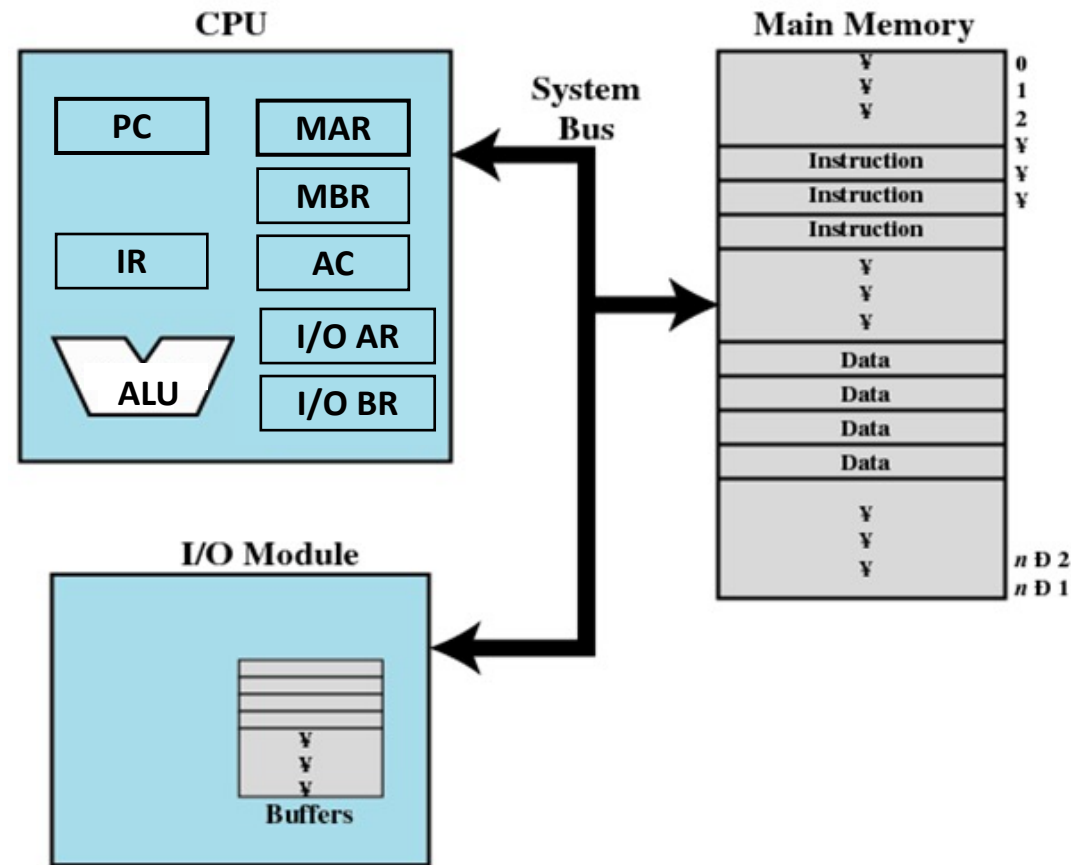 CPU
PC
MAR
MBR
IR
AC
I/O AR
ALU
I/O BR
System
Bus
Main Memory
¥
¥
¥
Instruction
Instruction
Instruction
¥
¥
¥
Data
Data
Data
Data
¥
¥
¥
0
1
2
¥
¥
¥
n Đ 2
n Đ 1
I/O Module
¥
¥
¥
Buffers